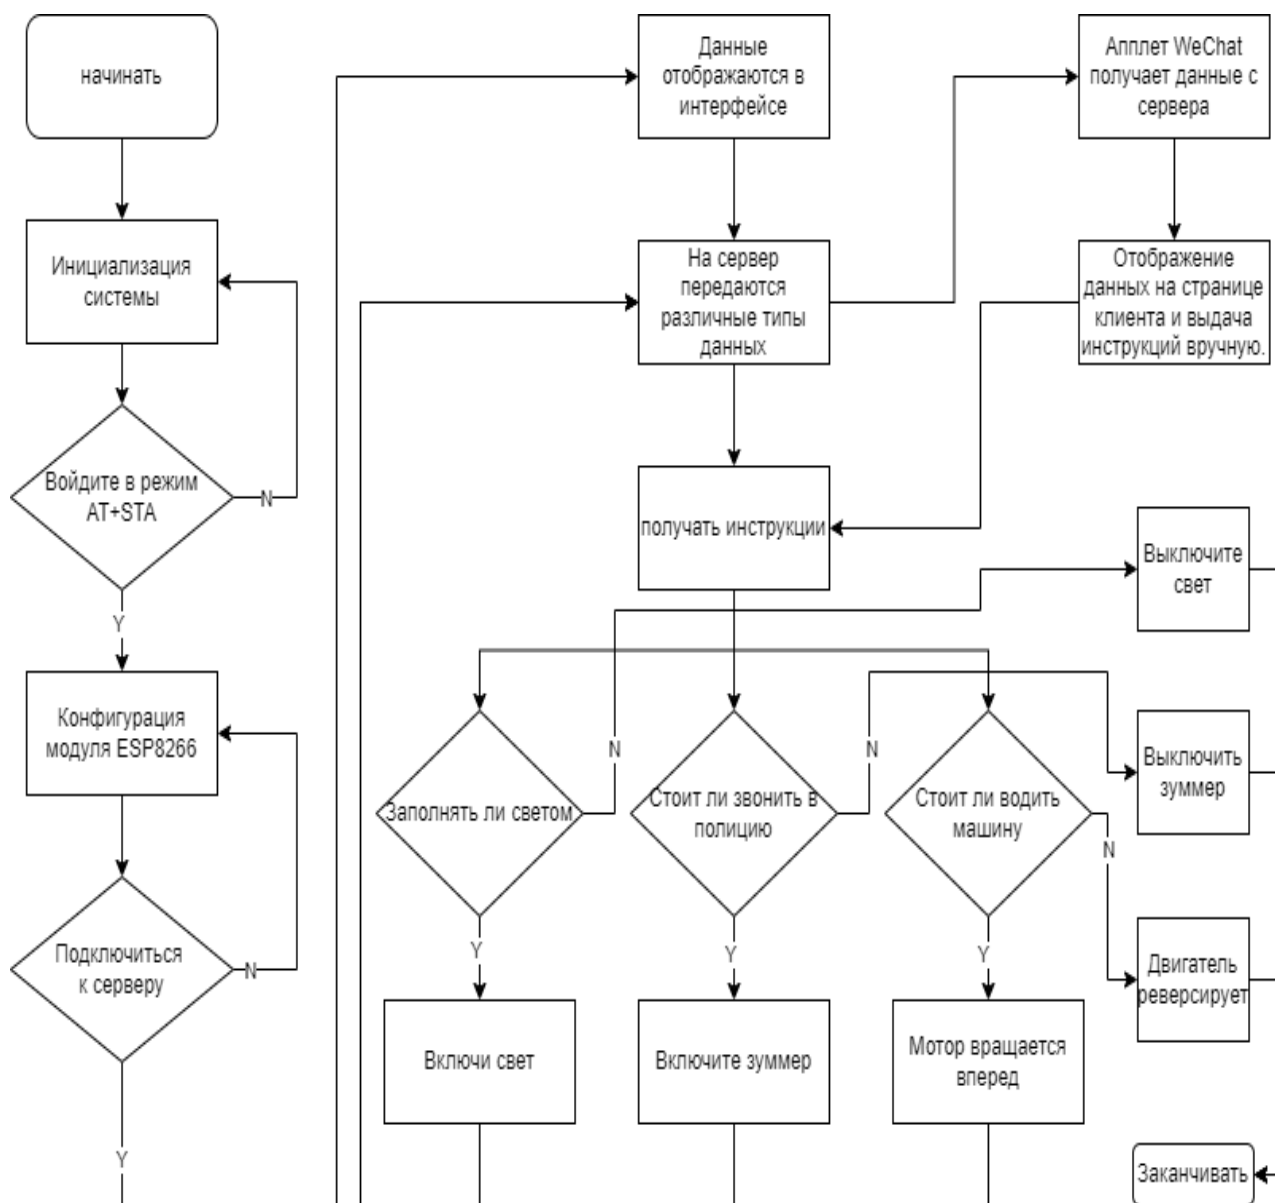 начинать
Инициализация
системы
Войдите в режим
AT+STA
N
Y
Конфигурация
модуля ESP8266
Подключиться
к серверу
N
Y
Данные
отображаются в
интерфейсе
На сервер
передаются
различные типы
данных
получать инструкции
Апплет WeChat
получает данные с
сервера
Отображение
данных на странице
клиента и выдача
инструкций вручную.
Заполнять ли светом
N
Y
Включи свет
Стоит ли звонить в
полицию
N
Y
Включите зуммер
Стоит ли водить
машину
N
Y
Мотор вращается
вперед
Выключите
свет
Выключить
зуммер
Двигатель
реверсирует
Заканчивать